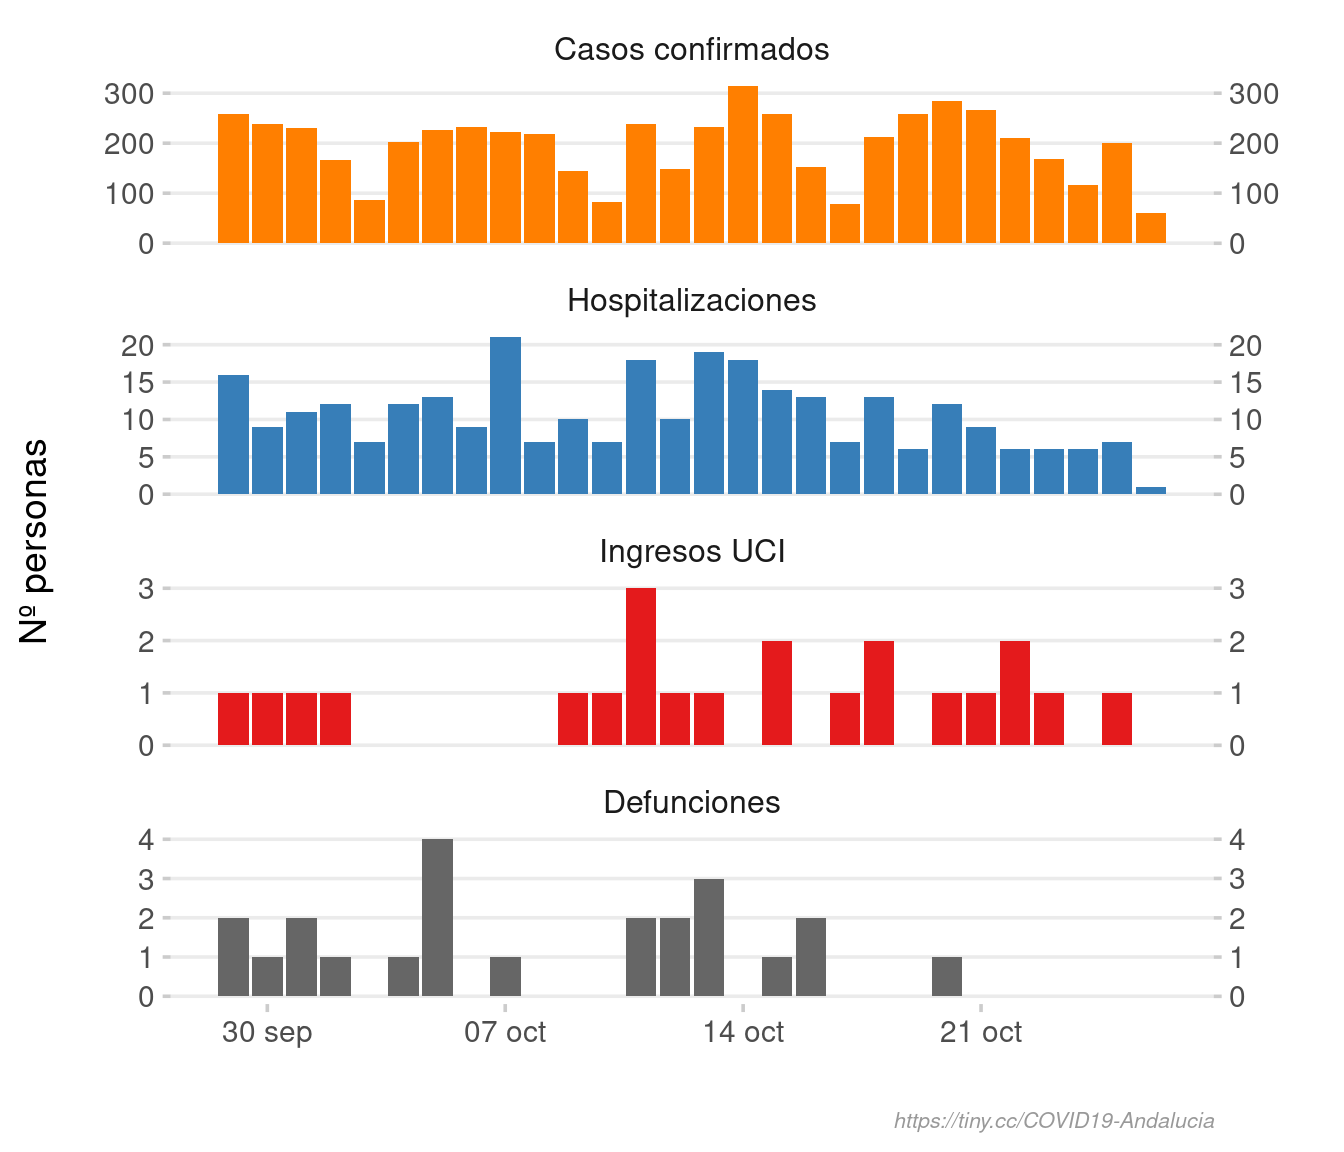 Casos confirmados
300 300
200 200
100 100
0 0
Hospitalizaciones
20 20
15 15
10 10
5 5
0 0
Nº personas
Ingresos UCI
3 3
2 2
1 1
0 0
Defunciones
4 4
3 3
2 2
1 1
0 0
30 sep 07 oct 14 oct 21 oct
https://tiny.cc/COVID19-Andalucia